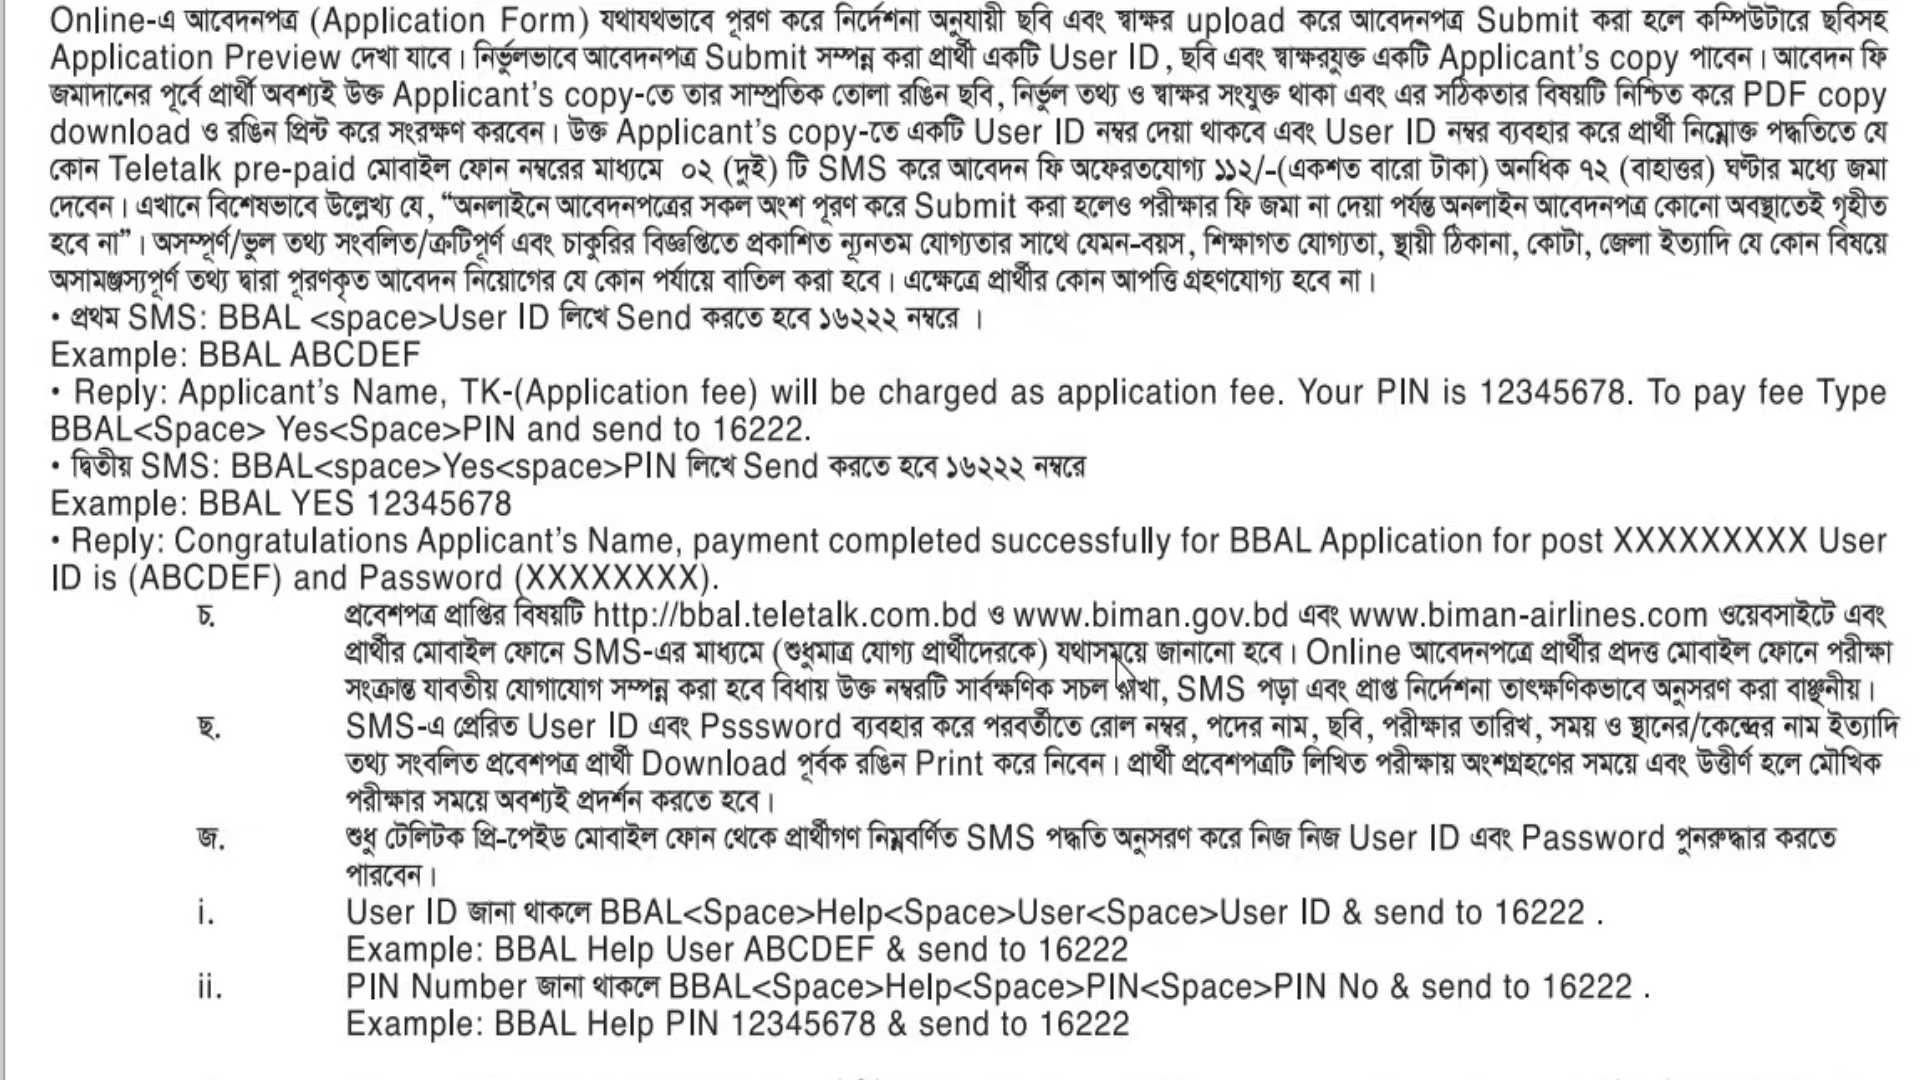 Online-এ আবেদনপত্র (Application Form) যথাযথভাবে পূরণ করে নির্দেশনা অনুযায়ী ছবি এবং স্বাক্ষর upload করে আবেদনপত্র Submit করা হলে কম্পিউটারে ছবিসহ
Application Preview দেখা যাবে। নির্ভুলভাবে আবেদনপত্র Submit সম্পন্ন করা প্রার্থী একটি User ID, ছবি এবং স্বাক্ষরযুক্ত একটি Applicant's copy পাবেন। আবেদন ফি
জমাদানের পূর্বে প্রার্থী অবশ্যই উক্ত Applicant's copy-তে তার সাম্প্রতিক তোলা রঙিন ছবি, নির্ভুল তথ্য ও স্বাক্ষর সংযুক্ত থাকা এবং এর সঠিকতার বিষয়টি নিশ্চিত করে PDF copy
download ও রঙিন প্রিন্ট করে সংরক্ষণ করবেন। উক্ত Applicant's copy-তে একটি User ID নম্বর দেয়া থাকবে এবং User ID নম্বর ব্যবহার করে প্রার্থী নিম্নোক্ত পদ্ধতিতে যে
কোন Teletalk pre-paid মোবাইল ফোন নম্বরের মাধ্যমে ০২ (দুই) টি SMS করে আবেদন ফি অফেরতযোগ্য ১১২/-(একশত বারো টাকা) অনধিক ৭২ (বাহাত্তর) ঘণ্টার মধ্যে জমা
দেবেন। এখানে বিশেষভাবে উল্লেখ্য যে, “অনলাইনে আবেদনপত্রের সকল অংশ পূরণ করে Submit করা হলেও পরীক্ষার ফি জমা না দেয়া পর্যন্ত অনলাইন আবেদনপত্র কোনো অবস্থাতেই গৃহীত
হবে না”। অসম্পূর্ণ/ভুল তথ্য সংবলিত/ত্রুটিপূর্ণ এবং চাকুরির বিজ্ঞপ্তিতে প্রকাশিত ন্যূনতম যোগ্যতার সাথে যেমন-বয়স, শিক্ষাগত যোগ্যতা, স্থায়ী ঠিকানা, কোটা, জেলা ইত্যাদি যে কোন বিষয়ে
অসামঞ্জস্যপূর্ণ তথ্য দ্বারা পূরণকৃত আবেদন নিয়োগের যে কোন পর্যায়ে বাতিল করা হবে। এক্ষেত্রে প্রার্থীর কোন আপত্তি গ্রহণযোগ্য হবে না।
• প্রথম SMS: BBAL <space>User ID লিখে Send করতে হবে ১৬২২২ নম্বরে ।
Example: BBAL ABCDEF
• Reply: Applicant's Name, TK-(Application fee) will be charged as application fee. Your PIN is 12345678. To pay fee Type
BBAL<Space> Yes<Space>PIN and send to 16222.
• দ্বিতীয় SMS: BBAL<space>Yes<space>PIN লিখে Send করতে হবে ১৬২২২ নম্বরে
Example: BBAL YES 12345678
• Reply: Congratulations Applicant's Name, payment completed successfully for BBAL Application for post XXXXXXXXX User
ID is (ABCDEF) and Password (XXXXXXXX).
চ. প্রবেশপত্র প্রাপ্তির বিষয়টি http://bbal.teletalk.com.bd ও www.biman.gov.bd এবং www.biman-airlines.com ওয়েবসাইটে এবং
প্রার্থীর মোবাইল ফোনে SMS-এর মাধ্যমে (শুধুমাত্র যোগ্য প্রার্থীদেরকে) যথাসময়ে জানানো হবে। Online আবেদনপত্রে প্রার্থীর প্রদত্ত মোবাইল ফোনে পরীক্ষা
সংক্রান্ত যাবতীয় যোগাযোগ সম্পন্ন করা হবে বিধায় উক্ত নম্বরটি সার্বক্ষণিক সচল রাখা, SMS পড়া এবং প্রাপ্ত নির্দেশনা তাৎক্ষণিকভাবে অনুসরণ করা বাঞ্ছনীয়।
ছ. SMS-এ প্রেরিত User ID এবং Psssword ব্যবহার করে পরবর্তীতে রোল নম্বর, পদের নাম, ছবি, পরীক্ষার তারিখ, সময় ও স্থানের/কেন্দ্রের নাম ইত্যাদি
তথ্য সংবলিত প্রবেশপত্র প্রার্থী Download পূর্বক রঙিন Print করে নিবেন। প্রার্থী প্রবেশপত্রটি লিখিত পরীক্ষায় অংশগ্রহণের সময়ে এবং উত্তীর্ণ হলে মৌখিক
পরীক্ষার সময়ে অবশ্যই প্রদর্শন করতে হবে।
জ. শুধু টেলিটক প্রি-পেইড মোবাইল ফোন থেকে প্রার্থীগণ নিম্নবর্ণিত SMS পদ্ধতি অনুসরণ করে নিজ নিজ User ID এবং Password পুনরুদ্ধার করতে
পারবেন।
i. User ID জানা থাকলে BBAL<Space>Help<Space>User<Space>User ID & send to 16222 .
Example: BBAL Help User ABCDEF & send to 16222
ii. PIN Number জানা থাকলে BBAL<Space>Help<Space>PIN<Space>PIN No & send to 16222 .
Example: BBAL Help PIN 12345678 & send to 16222